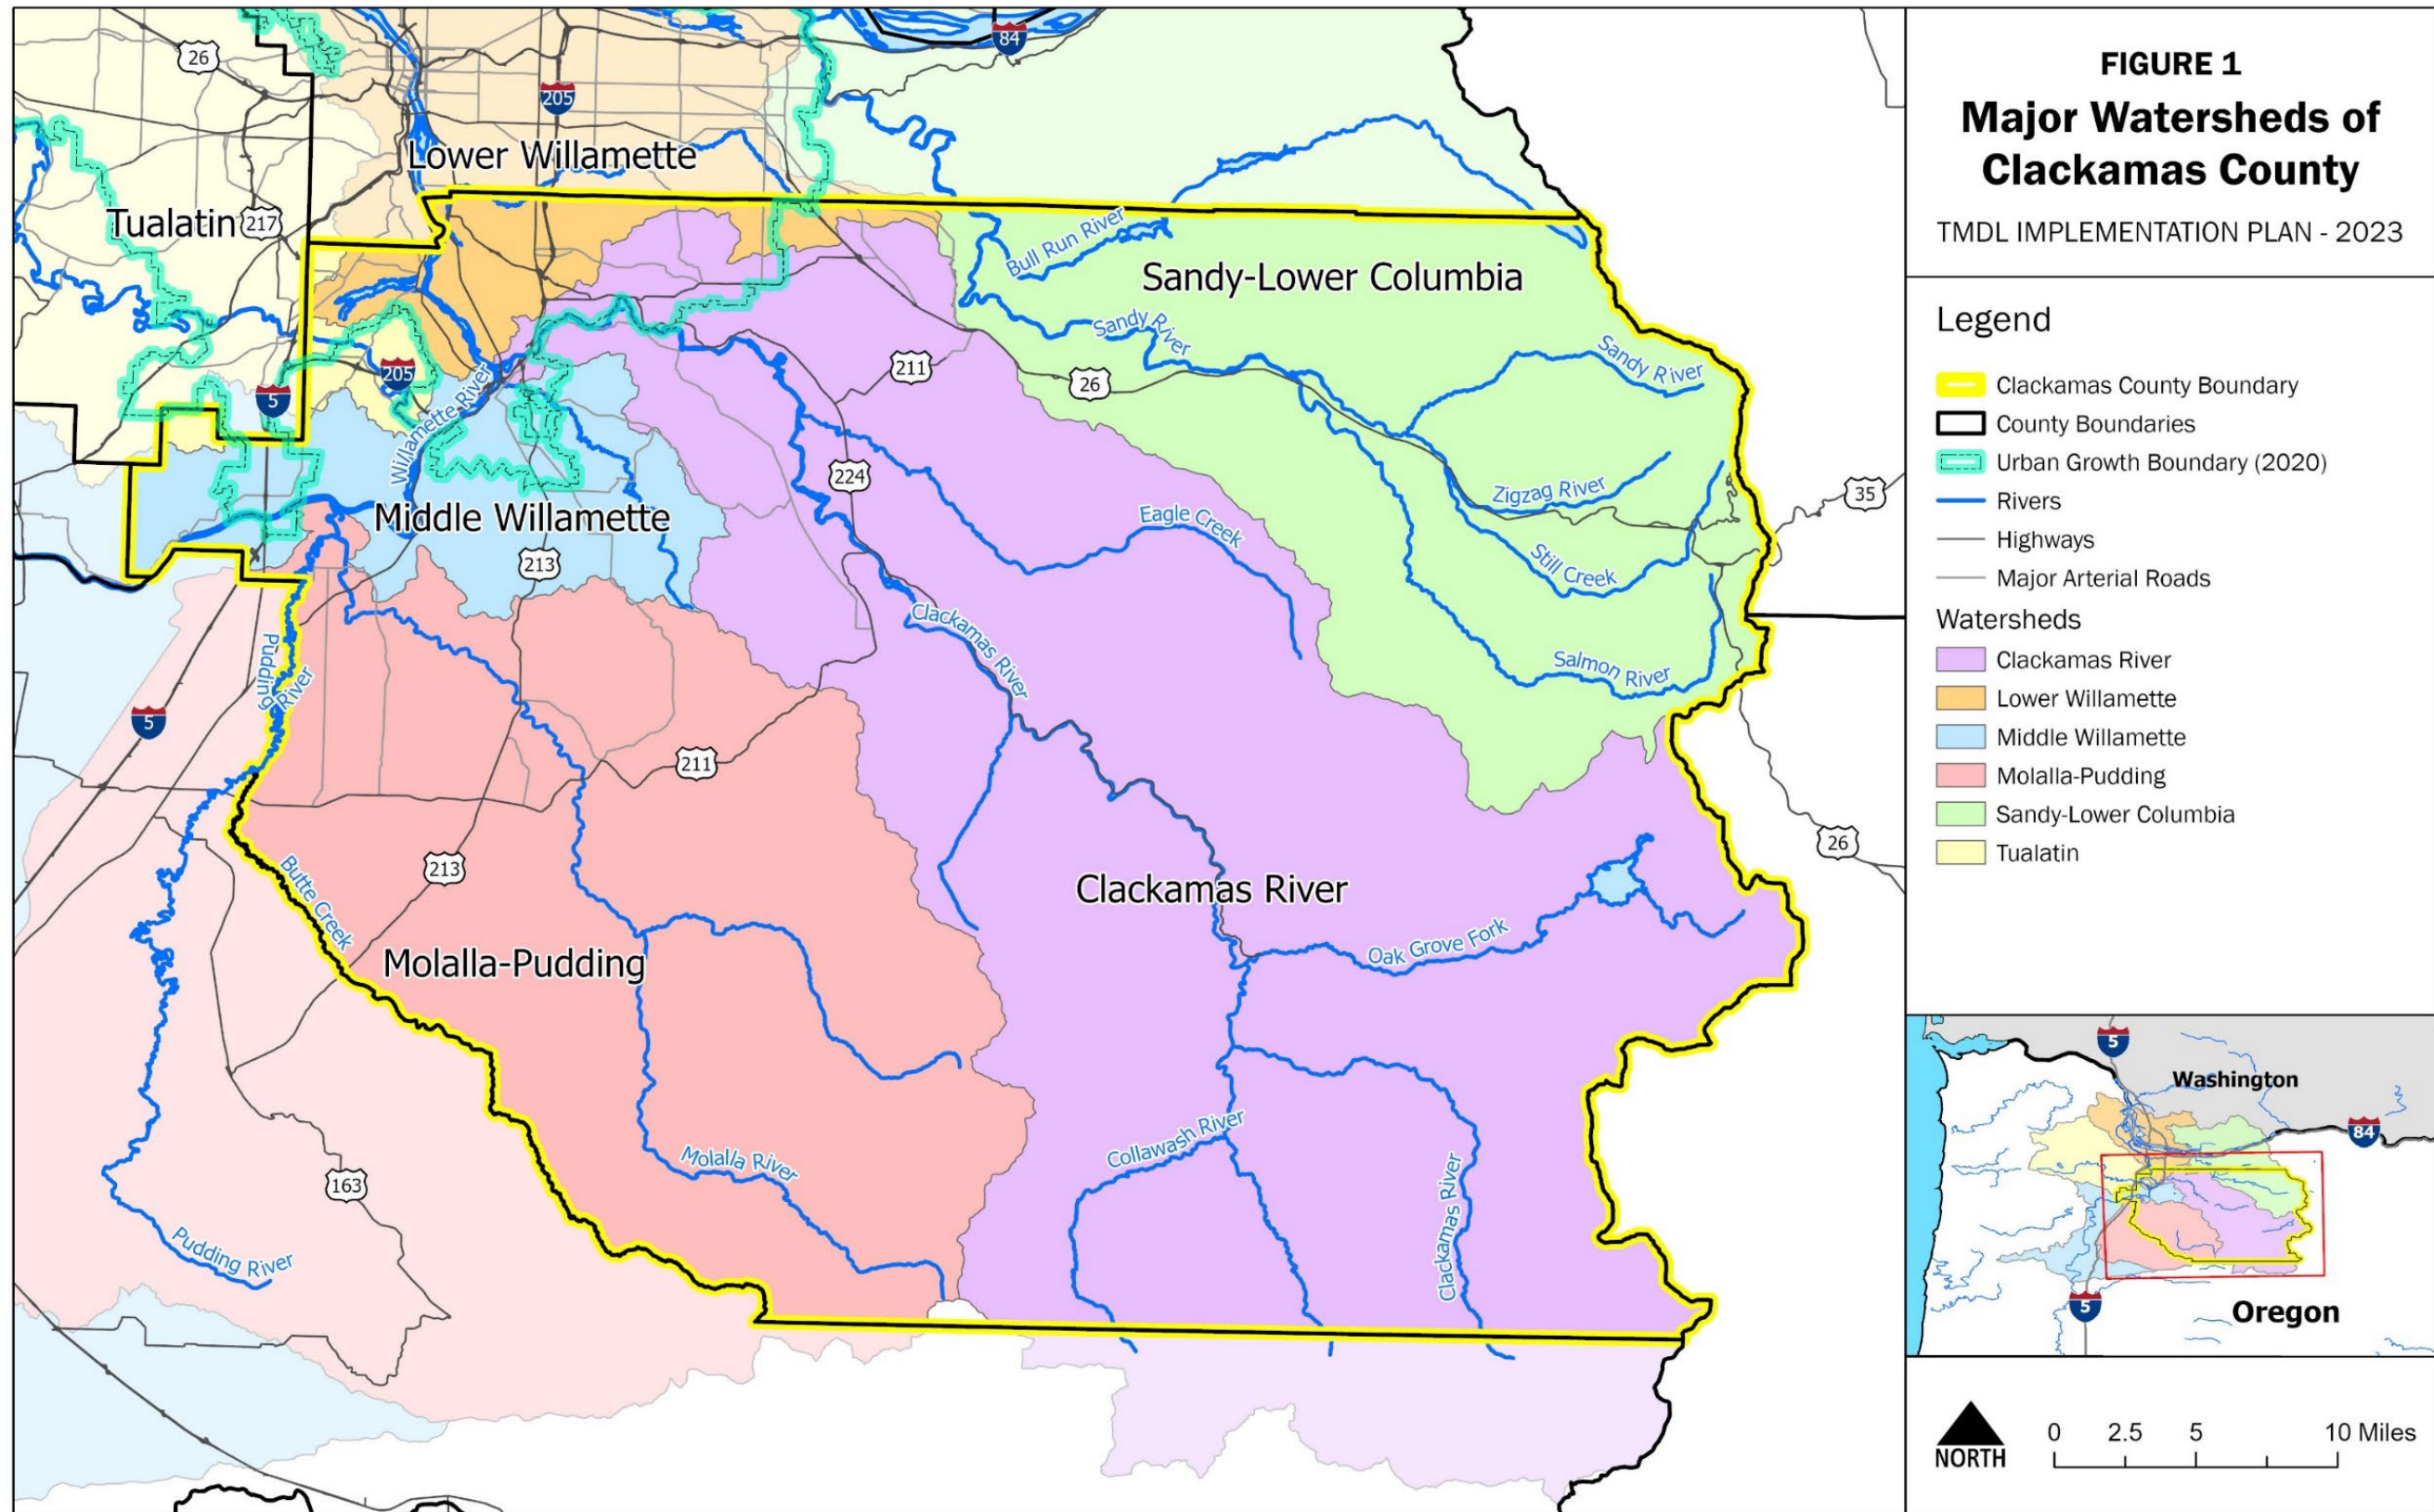 26
84
205
Lower Willamette
Tualatin
217
Bull Run River
Sandy-Lower Columbia
Sandy River
Sandy River
211
26
205
5
Willamette River
224
35
Zigzag River
Eagle Creek
Middle Willamette
213
Still Creek
Clackamas River
Salmon River
Pudding River
5
211
26
213
Butte Creek
Clackamas River
Oak Grove Fork
Molalla-Pudding
Collawash River
Molalla River
163
Clackamas River
Pudding River
FIGURE 1
Major Watersheds of
Clackamas County
TMDL IMPLEMENTATION PLAN - 2023
Legend
Clackamas County Boundary
County Boundaries
Urban Growth Boundary (2020)
Rivers
Highways
Major Arterial Roads
Watersheds
Clackamas River
Lower Willamette
Middle Willamette
Molalla-Pudding
Sandy-Lower Columbia
Tualatin
5
Washington
84
5
Oregon
NORTH
0 2.5 5 10 Miles